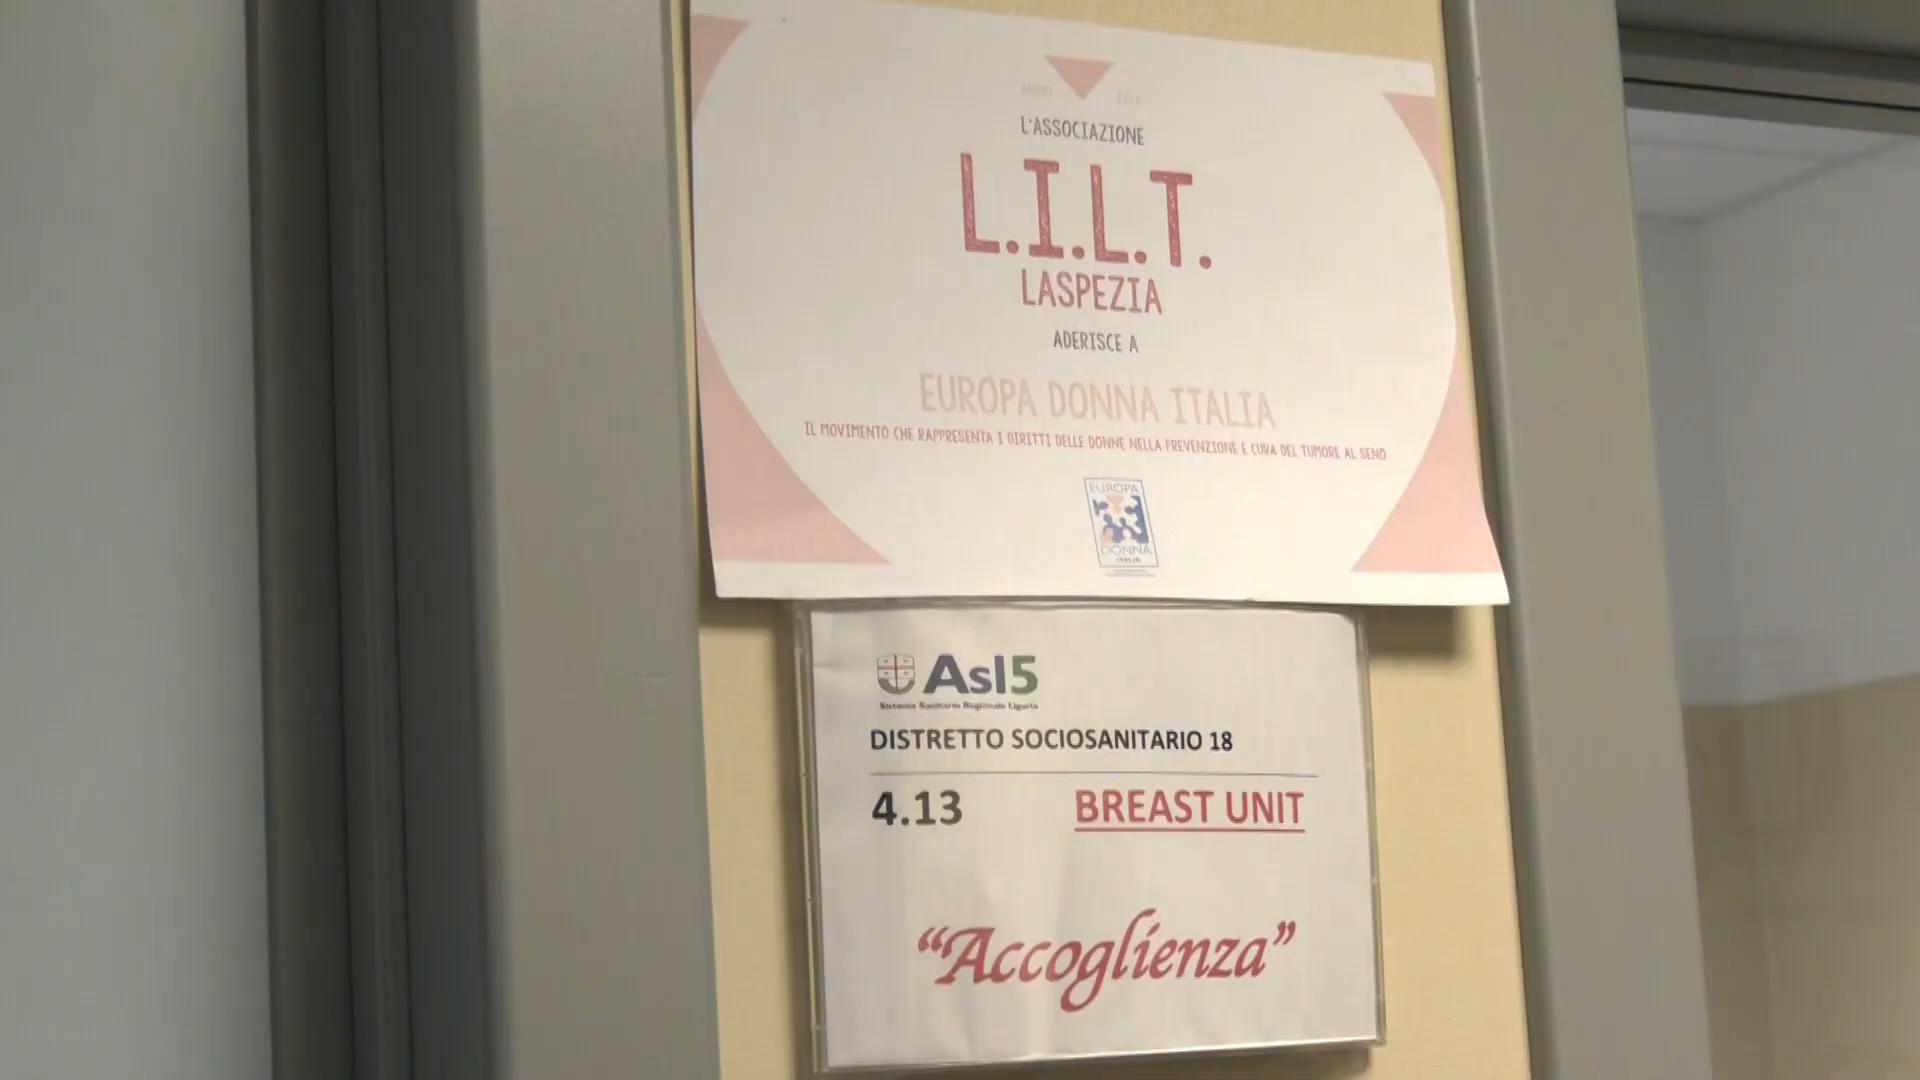 ANNO
L'ASSOCIAZIONE
L.I.L.T.
LASPEZIA
ADERISCE A
EUROPA DONNA ITALIA
IL MOVIMENTO CHE RAPPRESENTA I DIRITTI DELLE DONNE NELLA PREVENZIONE E CURA DEL TUMORE AL SENO
EUROPA
DONNA
ITALIA
Asl5
Sistema Sanitario Regionale Liguria
DISTRETTO SOCIOSANITARIO 18
4.13 BREAST UNIT
"Accoglienza"